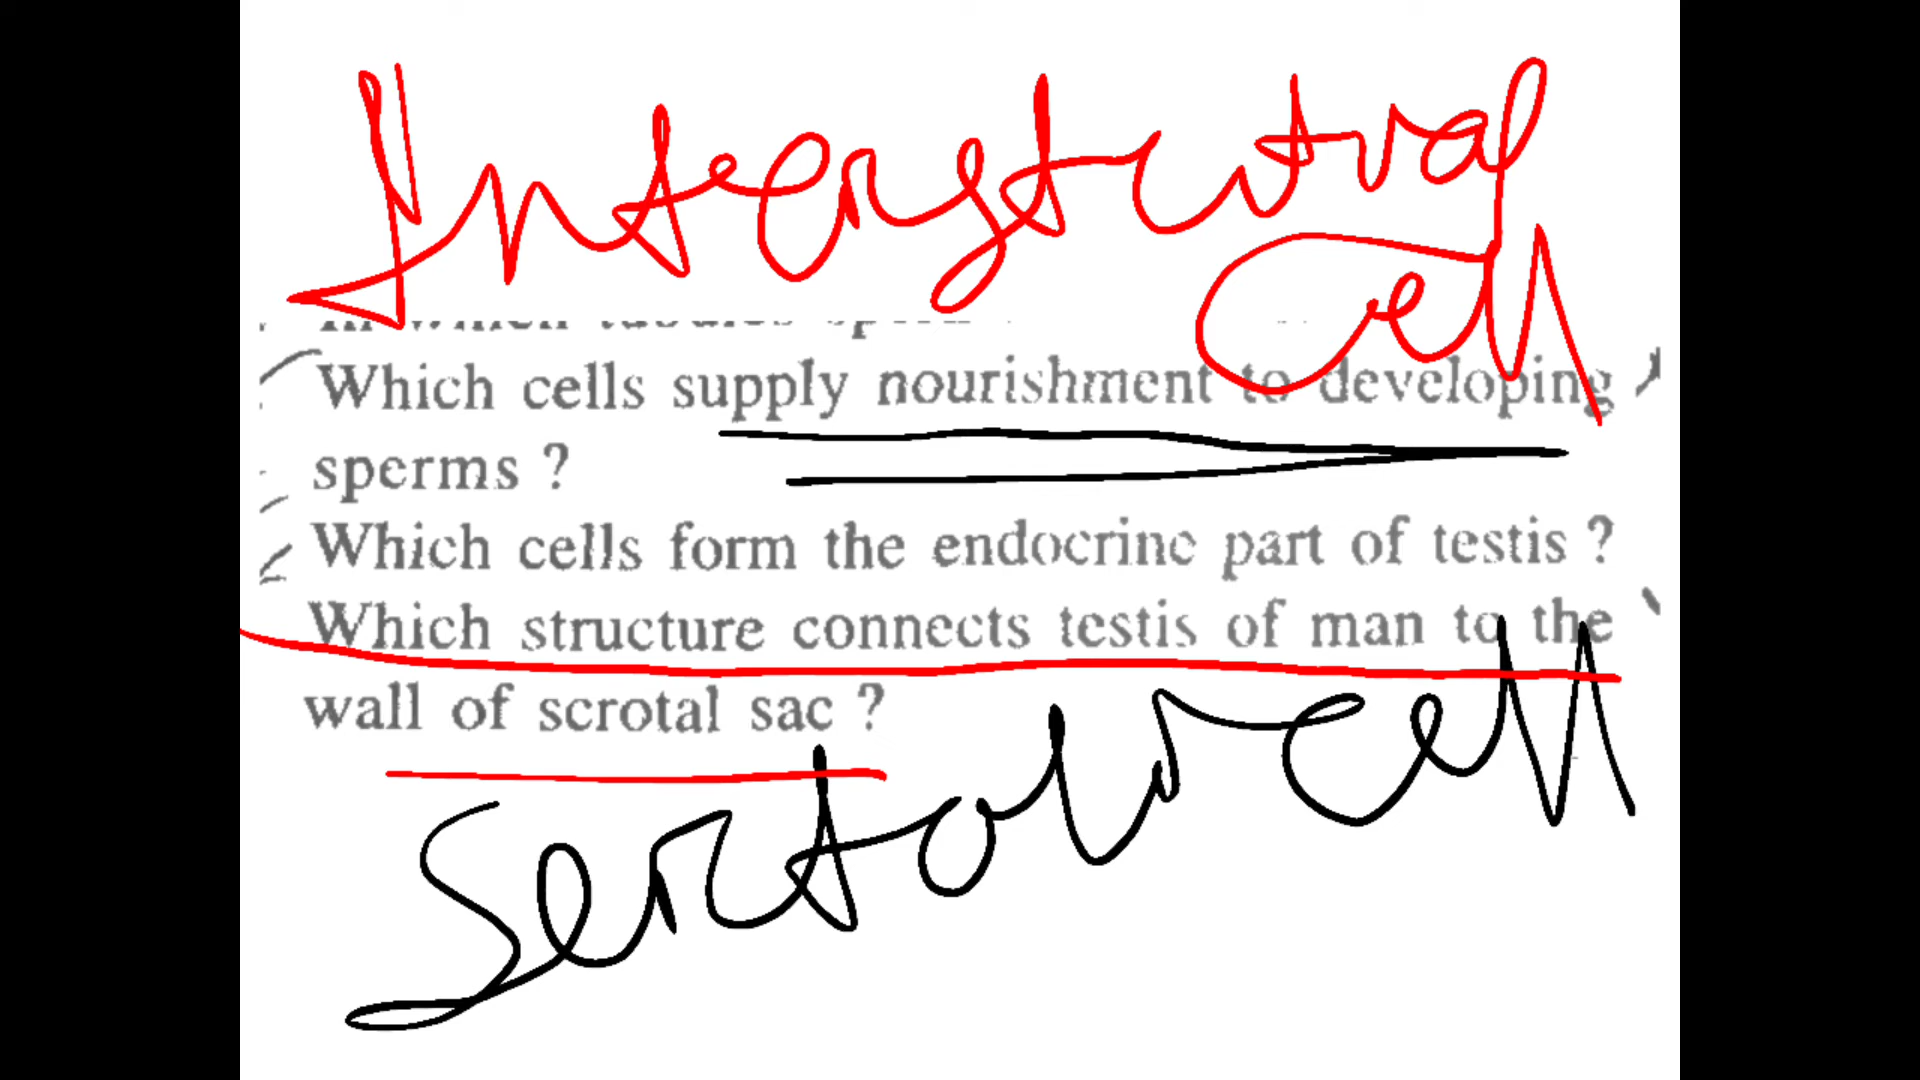 Interstitial
cell
Which cells supply nourishment to developing
sperms ?
Which cells form the endocrine part of testis ?
Which structure connects testis of man to the
wall of scrotal sac ?
Sertoli cell